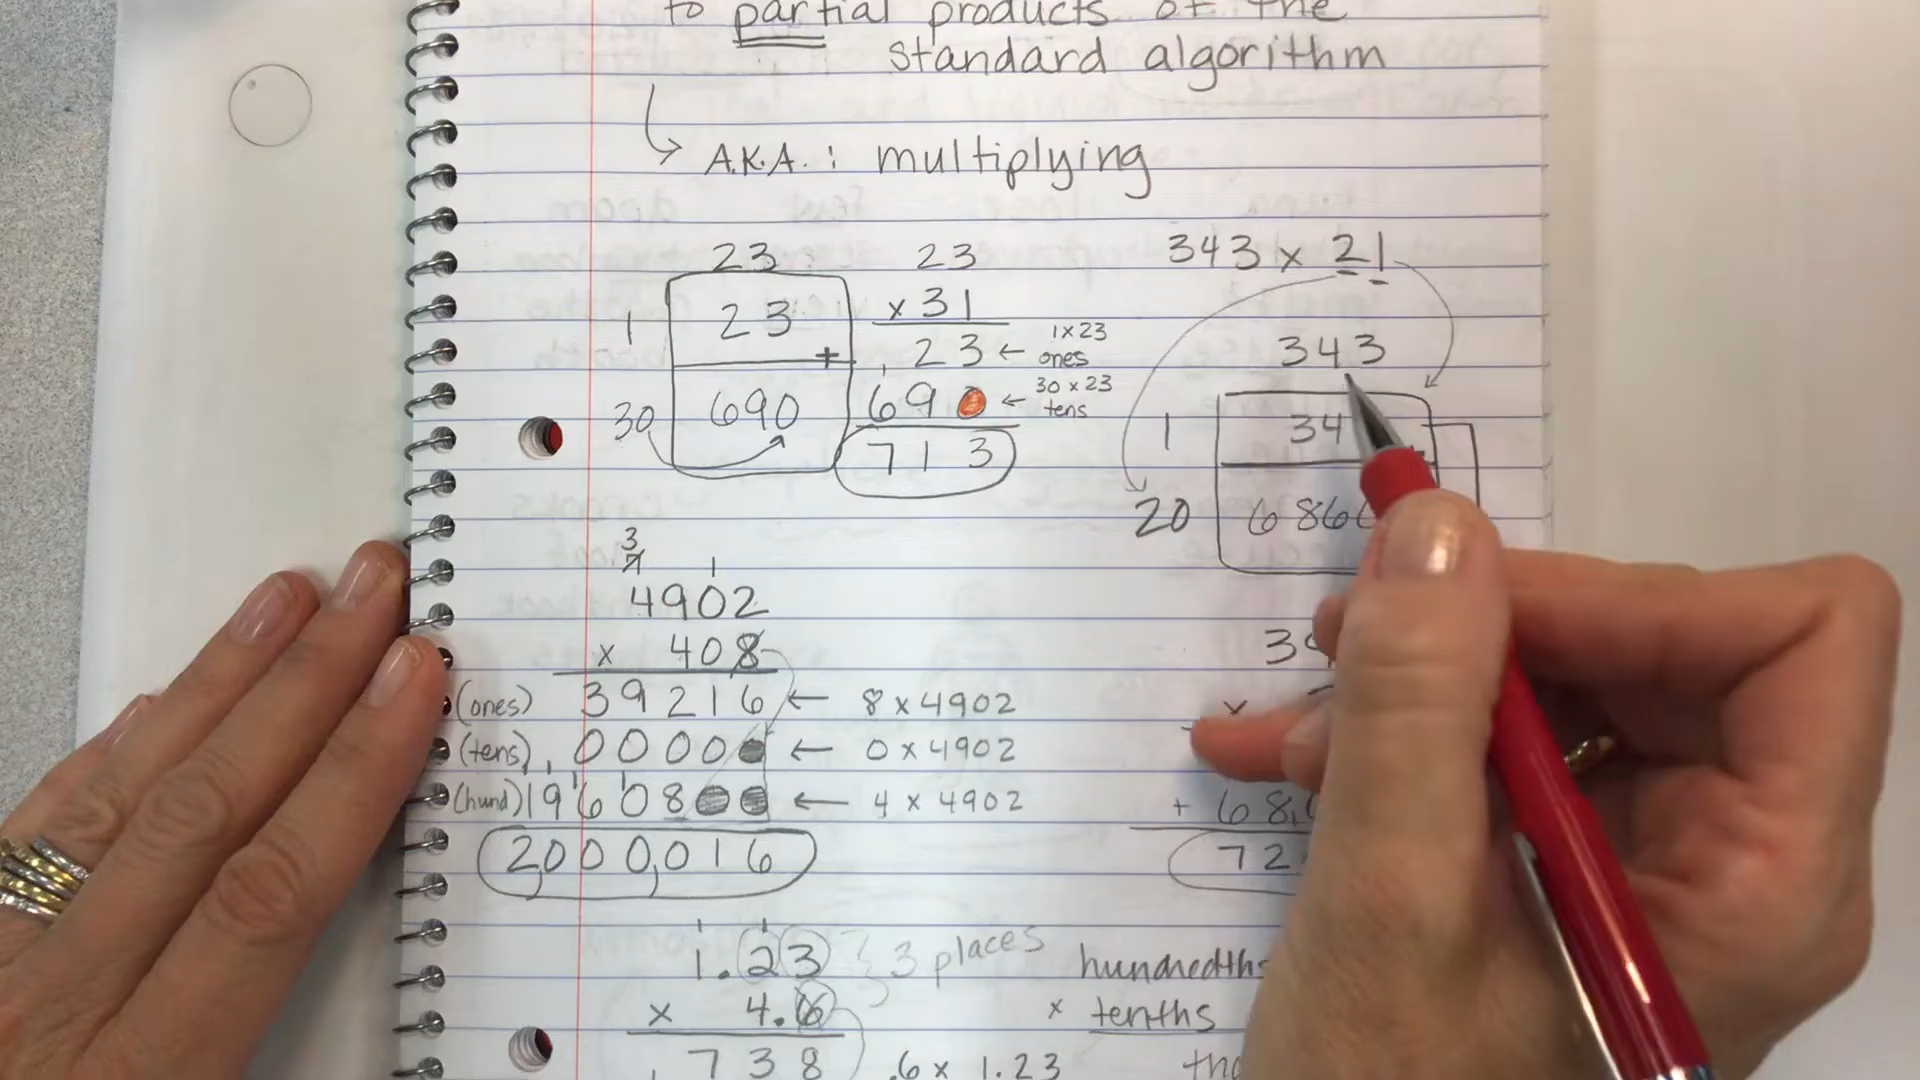 to partial products of the
standard algorithm
A.K.A.: multiplying
23
1 23 +
30 690
23
x 31
23 ← 1x23 ones
690 ← 30 x 23 tens
713
343 x 21
343
1 34
20 686
3
1
4902
x 408
(ones) 39216 ← 8 x 4902
(tens) 0000 ← 0 x 4902
(hund) 19608 ← 4 x 4902
2,000,016
3
x
+ 68,
72
1.23 } 3 places
x 4.6
738
.6 x 1.23
hundredths
x tenths